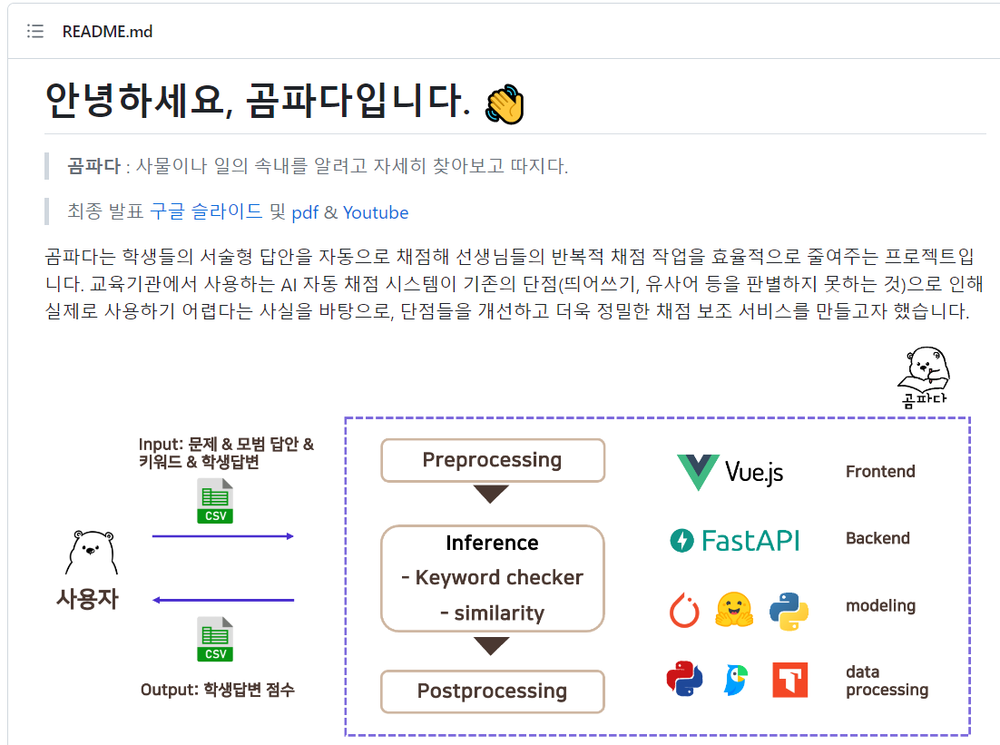 README.md
안녕하세요, 곰파다입니다. 👋
곰파다 : 사물이나 일의 속내를 알려고 자세히 찾아보고 따지다.
최종 발표 구글 슬라이드 및 pdf & Youtube
곰파다는 학생들의 서술형 답안을 자동으로 채점해 선생님들의 반복적 채점 작업을 효율적으로 줄여주는 프로젝트입
니다. 교육기관에서 사용하는 AI 자동 채점 시스템이 기존의 단점(띄어쓰기, 유사어 등을 판별하지 못하는 것)으로 인해
실제로 사용하기 어렵다는 사실을 바탕으로, 단점들을 개선하고 더욱 정밀한 채점 보조 서비스를 만들고자 했습니다.
곰파다
Input: 문제 & 모범 답안 &
키워드 & 학생답변
CSV
사용자
CSV
Output: 학생답변 점수
Preprocessing
Inference
- Keyword checker
- similarity
Postprocessing
Vue.js
Frontend
FastAPI
Backend
modeling
data
processing